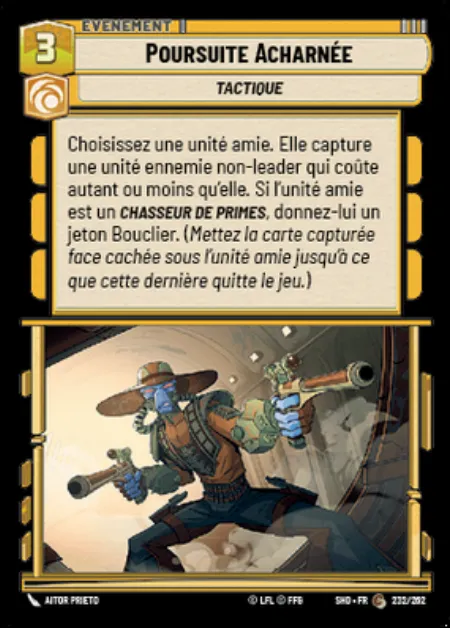 ÉVÉNEMENT
3
POURSUITE ACHARNÉE
TACTIQUE
Choisissez une unité amie. Elle capture
une unité ennemie non-leader qui coûte
autant ou moins qu'elle. Si l'unité amie
est un CHASSEUR DE PRIMES, donnez-lui un
jeton Bouclier. (Mettez la carte capturée
face cachée sous l'unité amie jusqu'à ce
que cette dernière quitte le jeu.)
AITOR PRIETO
© LFL © FFG
SHD • FR
232/262